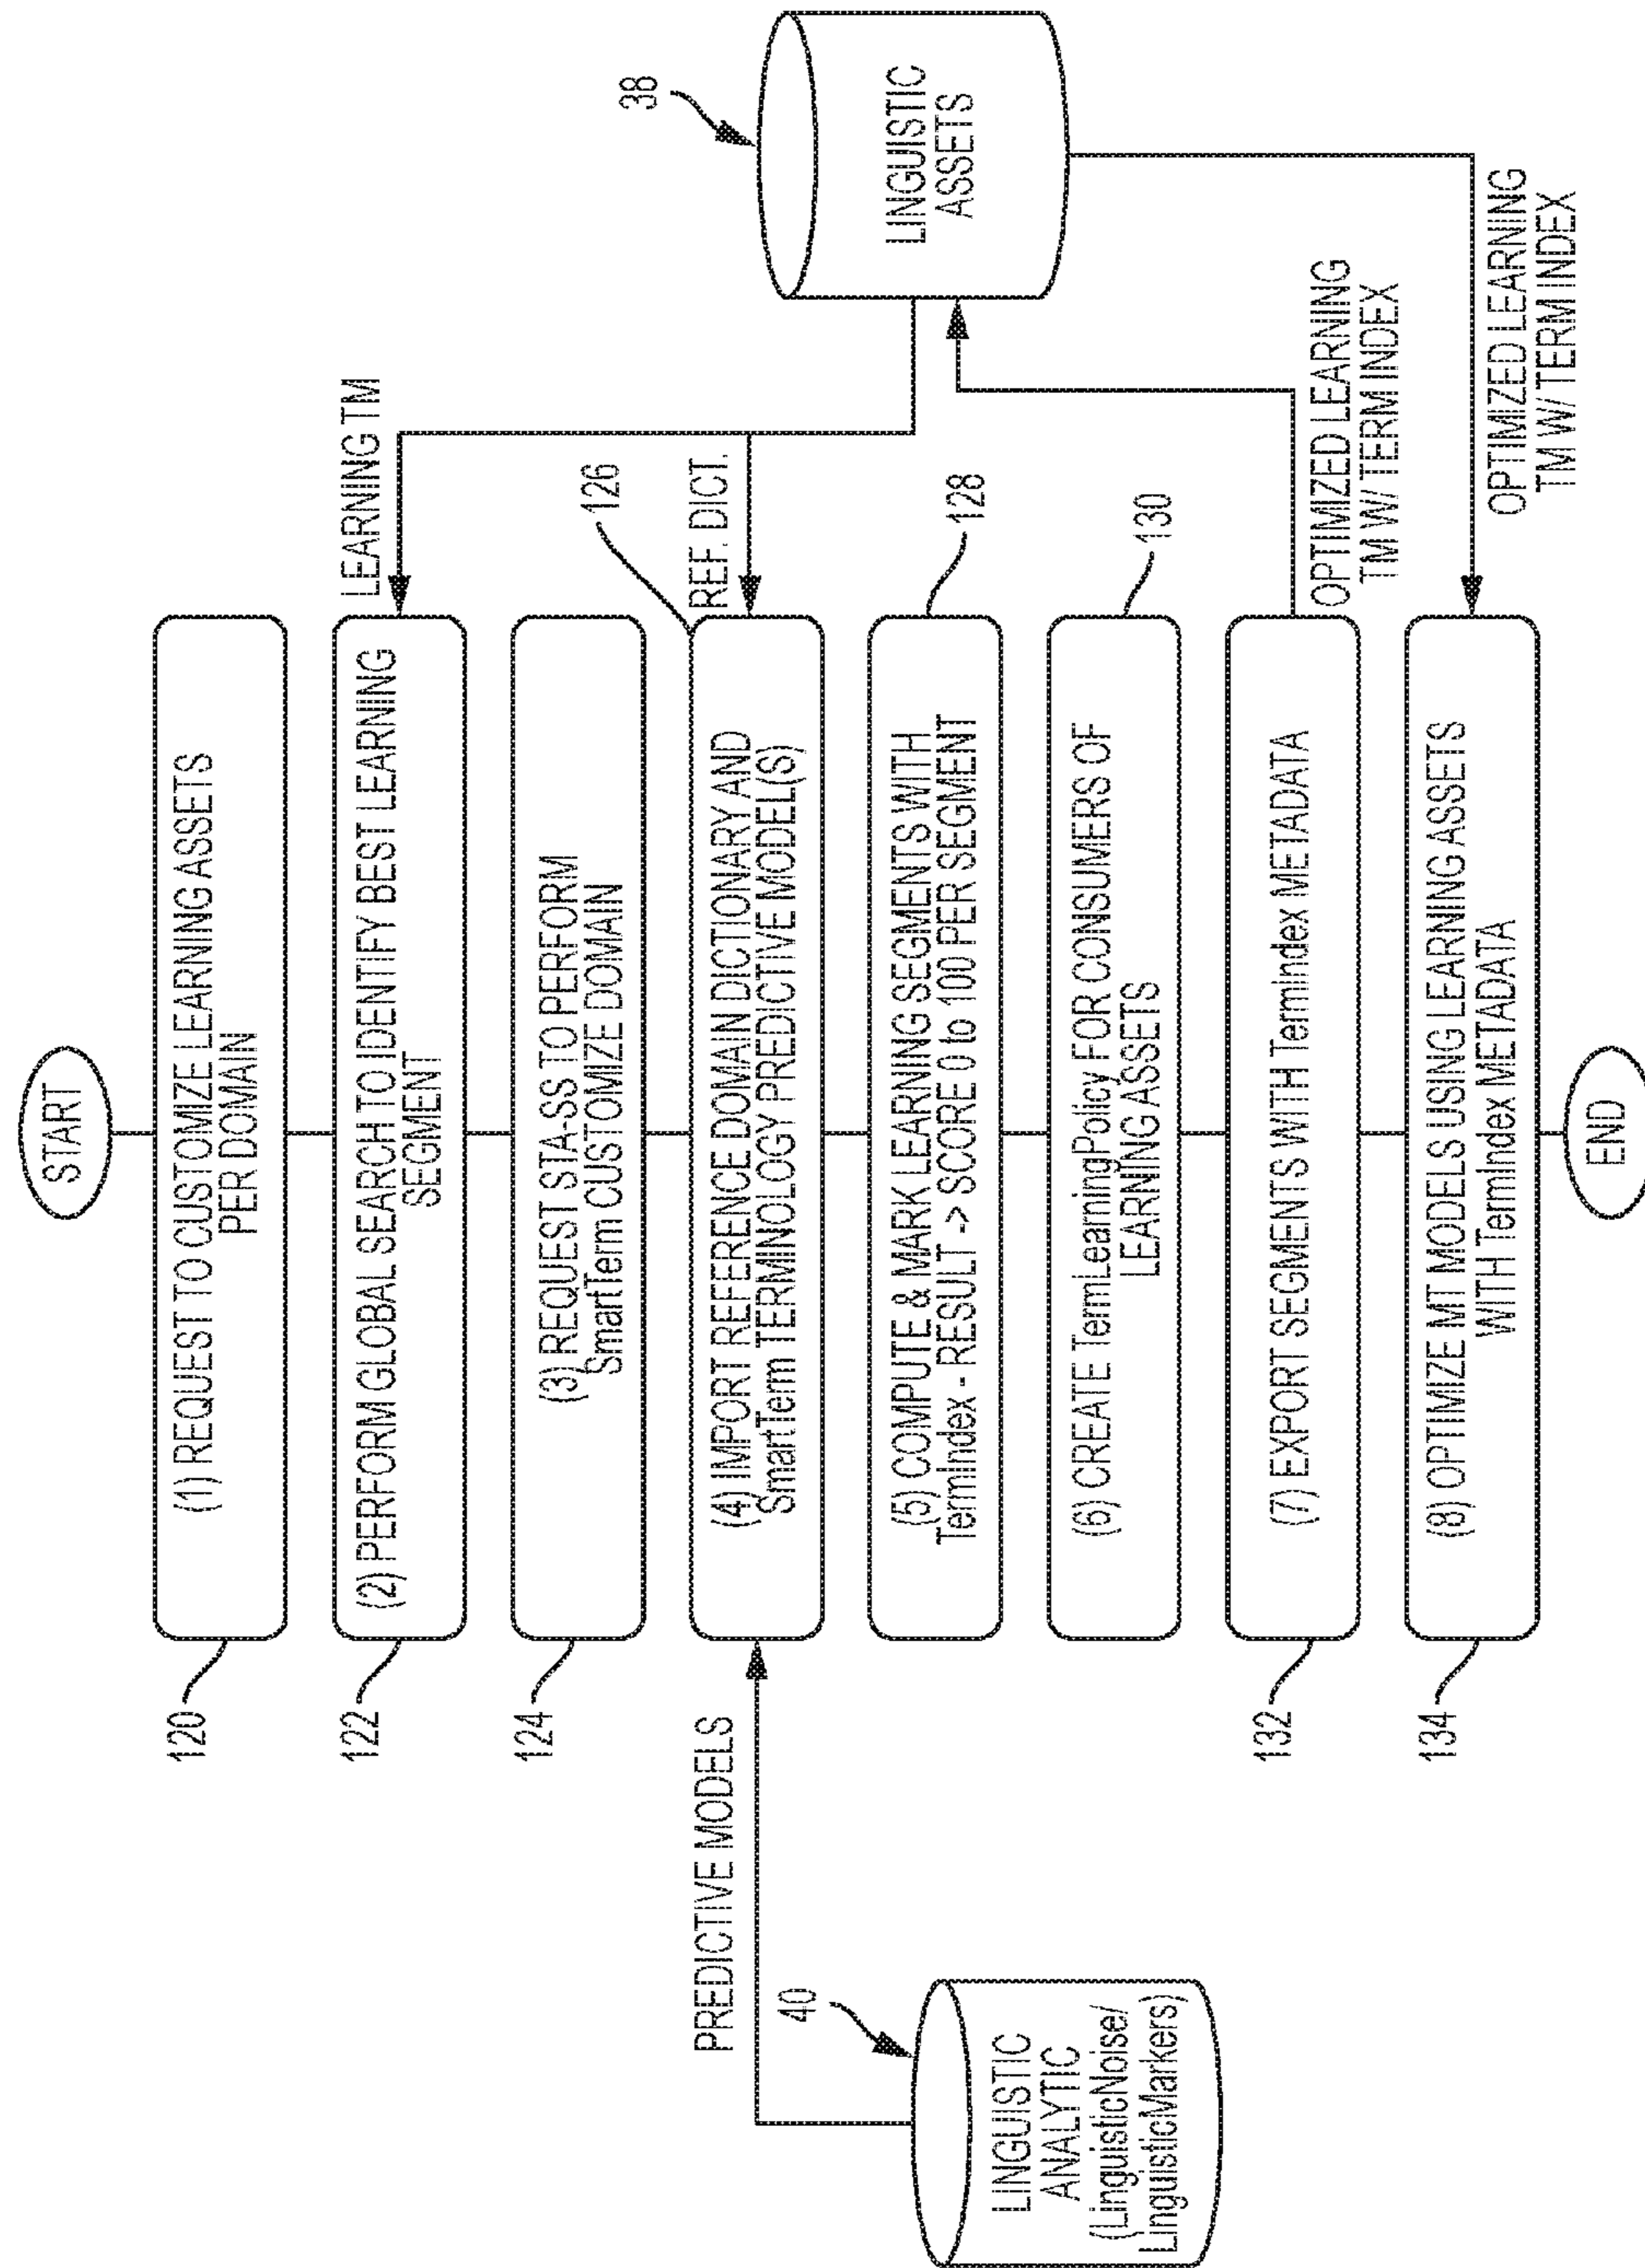 START
(1) REQUEST TO CUSTOMIZE LEARNING ASSETS
PER DOMAIN
120
(2) PERFORM GLOBAL SEARCH TO IDENTIFY BEST LEARNING
SEGMENT
122
LEARNING TM
(3) REQUEST STA-SS TO PERFORM
SmartTerm CUSTOMIZE DOMAIN
124
126
REF. DICT.
38
LINGUISTIC
ASSETS
PREDICTIVE MODELS
(4) IMPORT REFERENCE DOMAIN DICTIONARY AND
SmartTerm TERMINOLOGY PREDICTIVE MODEL(S)
40
LINGUISTIC
ANALYTIC
(LinguisticNoise/
LinguisticMarkers)
(5) COMPUTE & MARK LEARNING SEGMENTS WITH
TermIndex - RESULT -> SCORE 0 to 100 PER SEGMENT
128
(6) CREATE TermLearningPolicy FOR CONSUMERS OF
LEARNING ASSETS
130
(7) EXPORT SEGMENTS WITH TermIndex METADATA
132
OPTIMIZED LEARNING
TM W/ TERM INDEX
(8) OPTIMIZE MT MODELS USING LEARNING ASSETS
WITH TermIndex METADATA
134
OPTIMIZED LEARNING
TM W/ TERM INDEX
END